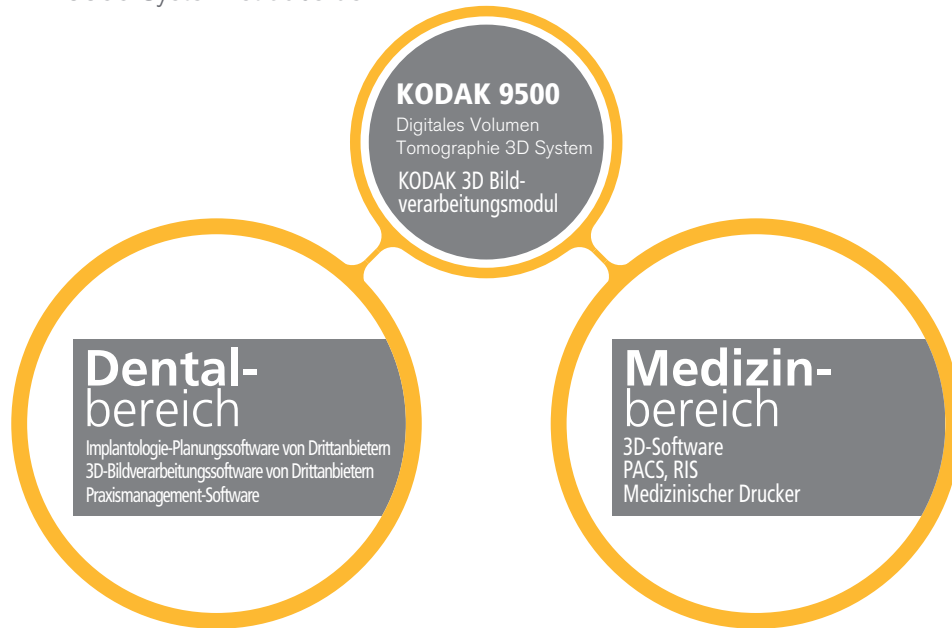 KODAK 9500
Digitales Volumen
Tomographie 3D System
KODAK 3D Bild-
verarbeitungsmodul
Dental-
bereich
Implantologie-Planungssoftware von Drittanbietern
3D-Bildverarbeitungssoftware von Drittanbietern
Praxismanagement-Software
Medizin-
bereich
3D-Software
PACS, RIS
Medizinischer Drucker